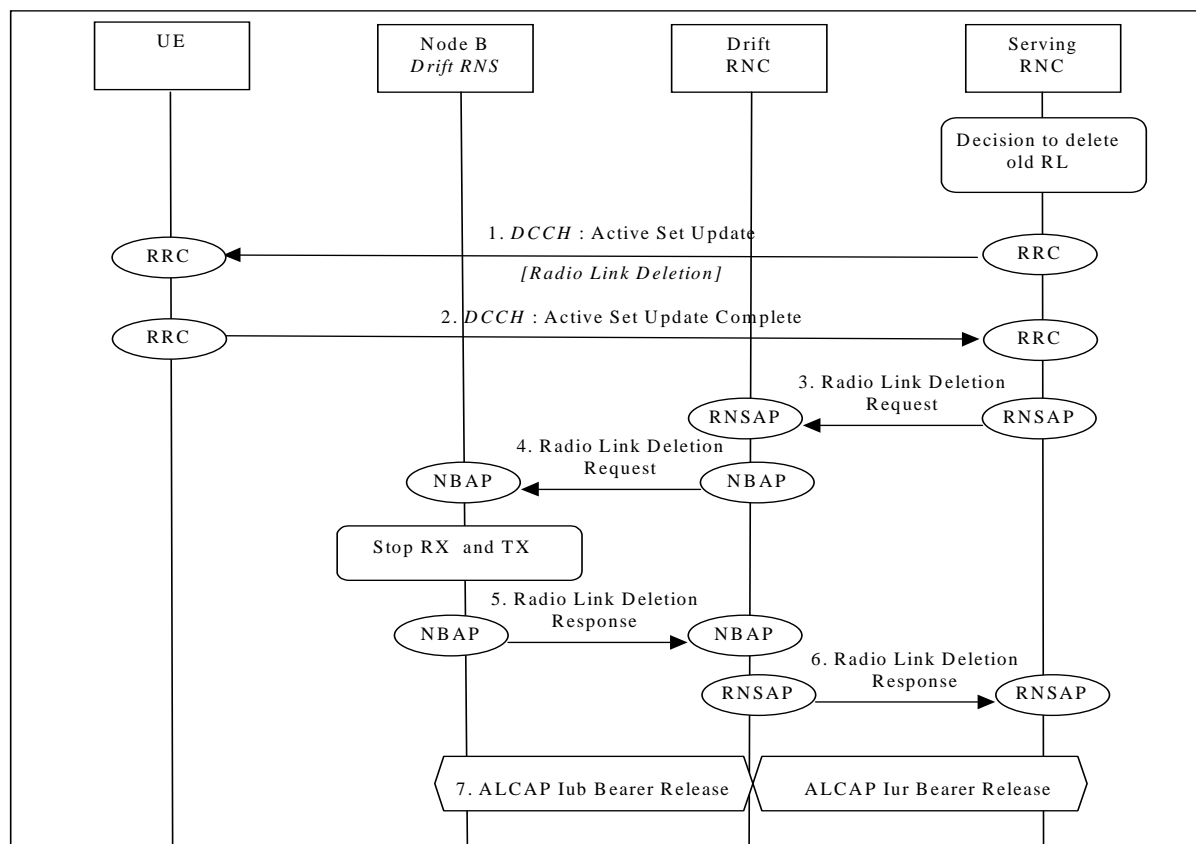 UE
Node B
Drift RNS
Drift
RNC
Serving
RNC
Decision to delete
old RL
1. DCCH : Active Set Update
RRC
RRC
[Radio Link Deletion]
2. DCCH : Active Set Update Complete
RRC
RRC
3. Radio Link Deletion
Request
RNSAP
RNSAP
4. Radio Link Deletion
Request
NBAP
NBAP
Stop RX and TX
5. Radio Link Deletion
Response
NBAP
NBAP
6. Radio Link Deletion
Response
RNSAP
RNSAP
7. ALCAP Iub Bearer Release
ALCAP Iur Bearer Release